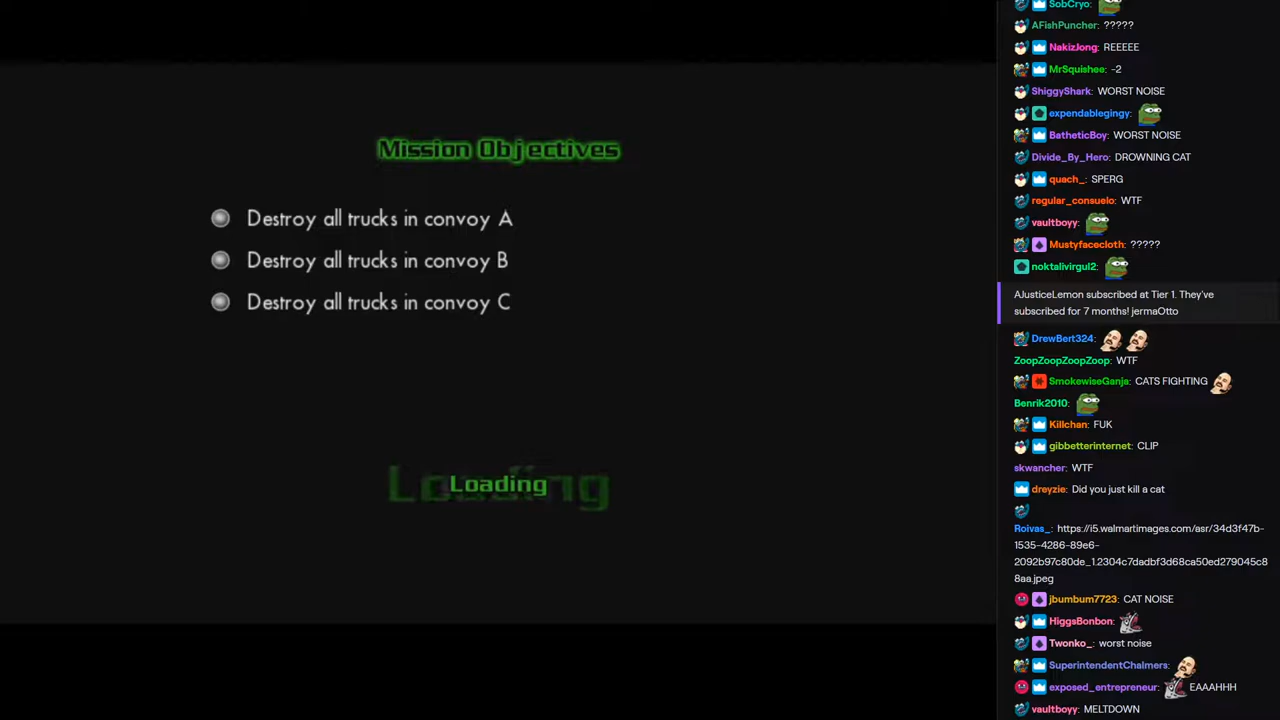 Mission Objectives
Destroy all trucks in convoy A
Destroy all trucks in convoy B
Destroy all trucks in convoy C
Loading
Loading
SobCryo:
AFishPuncher: ?????
NakizJong: REEEEE
MrSquishee: -2
ShiggyShark: WORST NOISE
expendablegingy:
BatheticBoy: WORST NOISE
Divide_By_Hero: DROWNING CAT
quach_: SPERG
regular_consuelo: WTF
vaultboyy:
Mustyfacecloth: ?????
noktalivirgul2:
AJusticeLemon subscribed at Tier 1. They've
subscribed for 7 months! jermaOtto
DrewBert324:
ZoopZoopZoopZoop: WTF
SmokewiseGanja: CATS FIGHTING
Benrik2010:
Killchan: FUK
gibbetterinternet: CLIP
skwancher: WTF
dreyzie: Did you just kill a cat
Roivas_: https://i5.walmartimages.com/asr/34d3f47b-
1535-4286-89e6-
2092b97c80de_1.2304c7dadbf3d68ca50ed279045c8
8aa.jpeg
jbumbum7723: CAT NOISE
HiggsBonbon:
Twonko_: worst noise
SuperintendentChalmers:
exposed_entrepreneur: EAAAHHH
vaultboyy: MELTDOWN